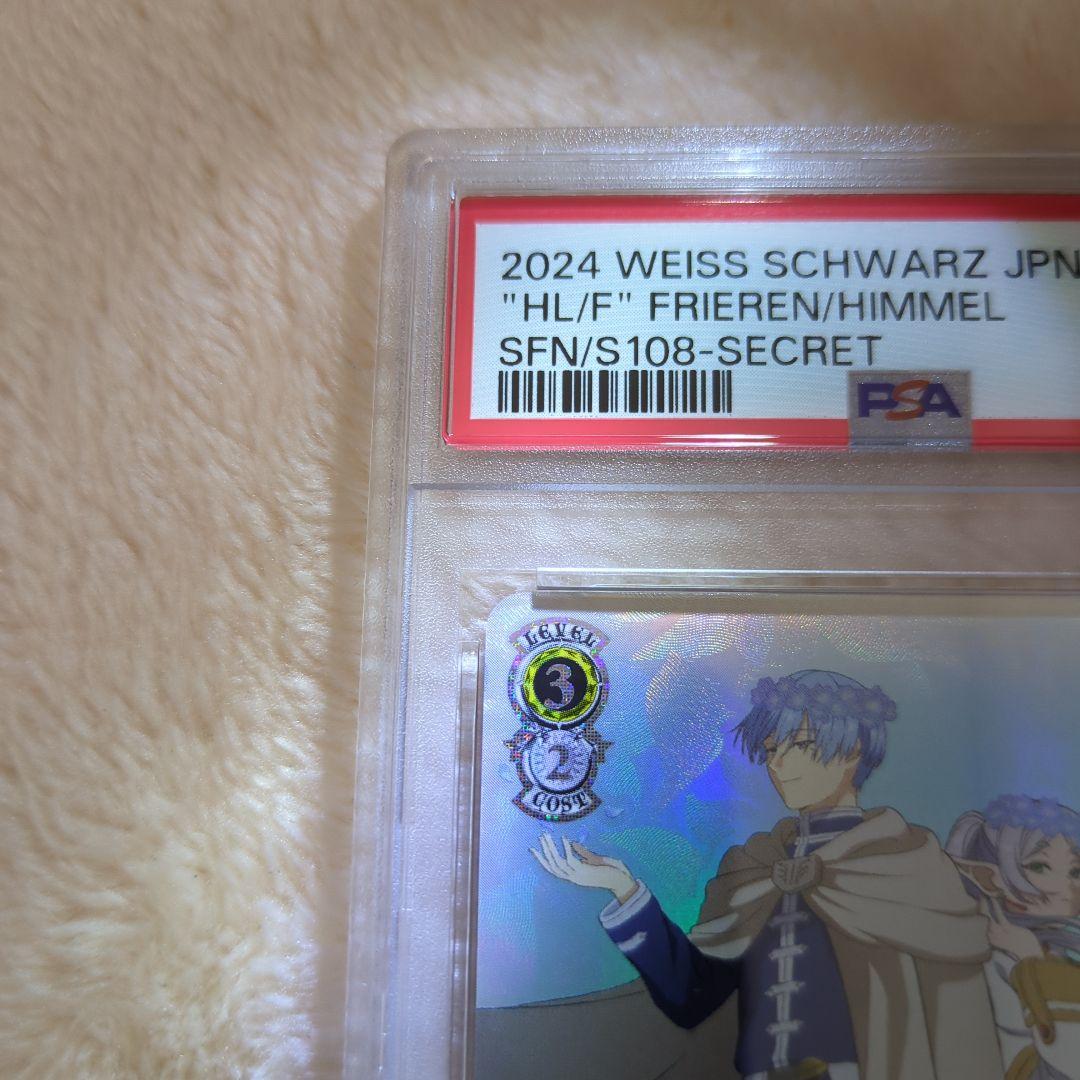 2024 WEISS SCHWARZ JPN
"HL/F" FRIEREN/HIMMEL
SFN/S108-SECRET
PSA
LEVEL
3
2
COST